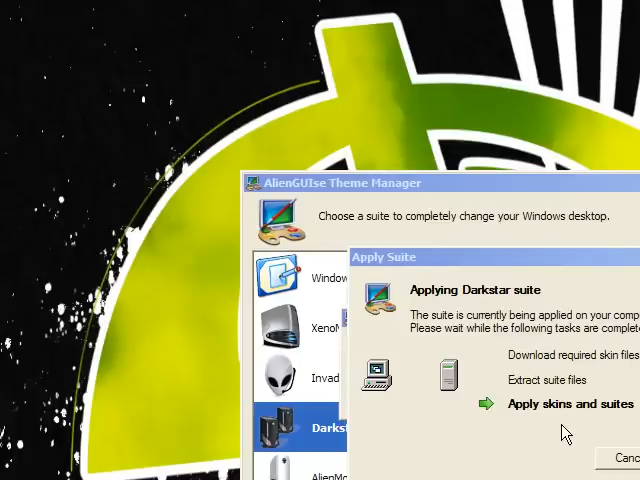 AlienGUIse Theme Manager
Choose a suite to completely change your Windows desktop.
Apply Suite
Window
Applying Darkstar suite
The suite is currently being applied on your comp
Please wait while the following tasks are complete
XenoM
Download required skin files
Invad
Extract suite files
Apply skins and suites
Darkst
Canc
AlienMo